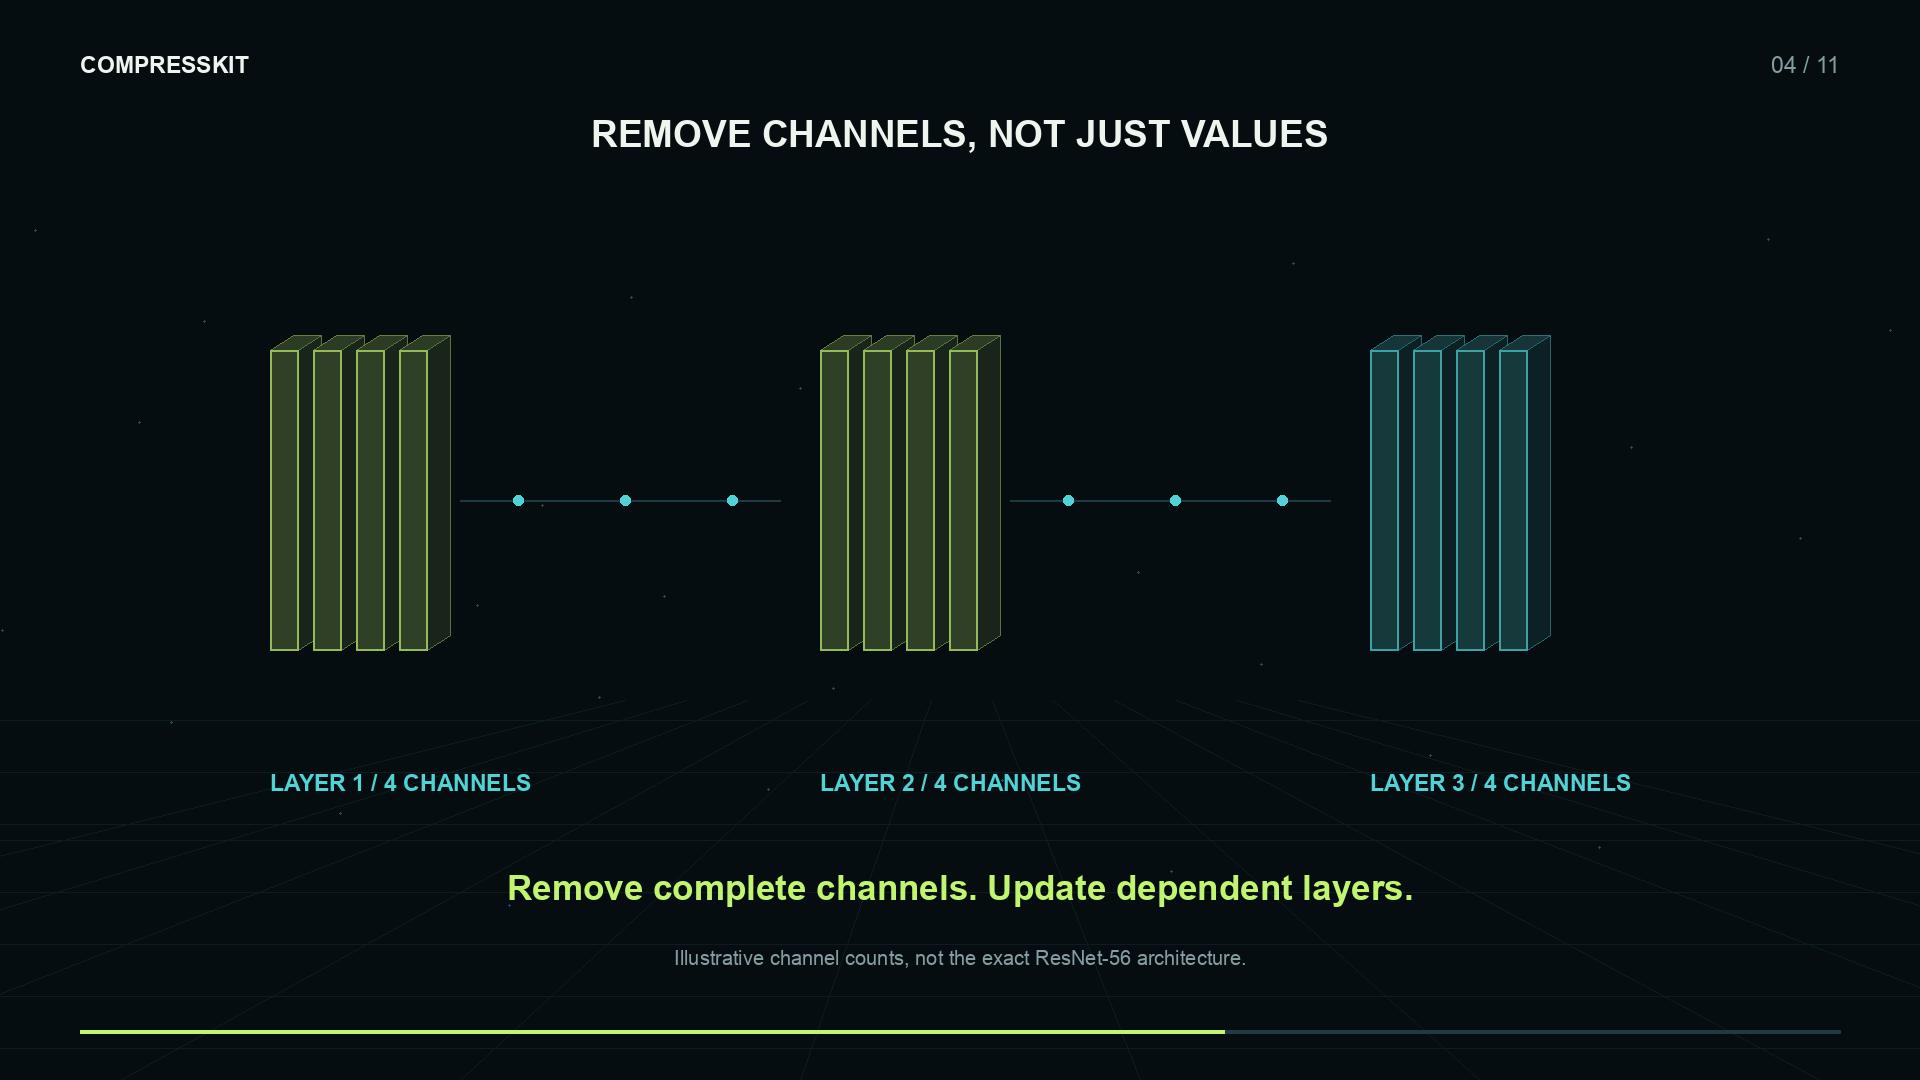 COMPRESSKIT
04 / 11
REMOVE CHANNELS, NOT JUST VALUES
LAYER 1 / 4 CHANNELS
LAYER 2 / 4 CHANNELS
LAYER 3 / 4 CHANNELS
Remove complete channels. Update dependent layers.
Illustrative channel counts, not the exact ResNet-56 architecture.